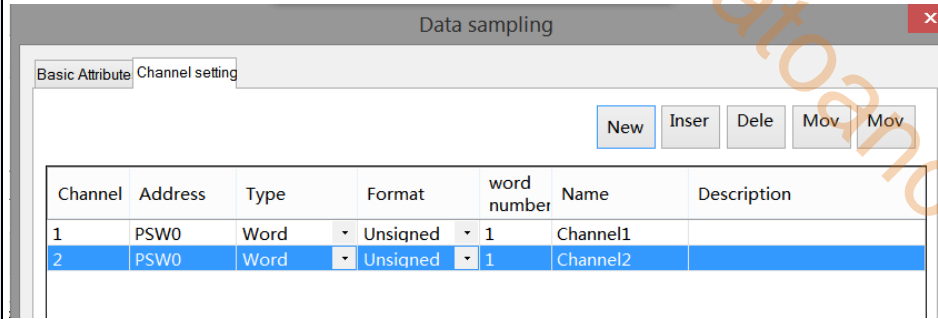 Data sampling
x
Basic Attribute Channel setting
New Inser Dele Mov Mov
Channel Address Type Format word number Name Description
1 PSW0 Word Unsigned 1 Channel1
2 PSW0 Word Unsigned 1 Channel2